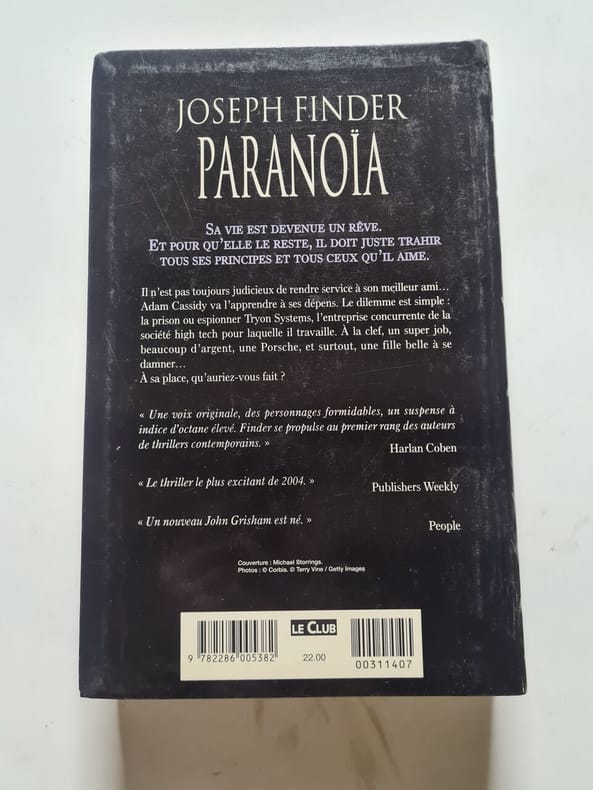 JOSEPH FINDER
PARANOÏA
SA VIE EST DEVENUE UN RÊVE.
ET POUR QU'ELLE LE RESTE, IL DOIT JUSTE TRAHIR
TOUS SES PRINCIPES ET TOUS CEUX QU'IL AIME.
Il n'est pas toujours judicieux de rendre service à son meilleur ami…
Adam Cassidy va l'apprendre à ses dépens. Le dilemme est simple :
la prison ou espionner Tryon Systems, l'entreprise concurrente de la
société high tech pour laquelle il travaille. À la clef, un super job,
beaucoup d'argent, une Porsche, et surtout, une fille belle à se
damner…
À sa place, qu'auriez-vous fait ?
« Une voix originale, des personnages formidables, un suspense à
indice d'octane élevé. Finder se propulse au premier rang des auteurs
de thrillers contemporains. »
Harlan Coben
« Le thriller le plus excitant de 2004. »
Publishers Weekly
« Un nouveau John Grisham est né. »
People
Couverture : Michael Storrings.
Photos : © Corbis. © Terry Vine / Getty Images
LE CLUB
9 782286 005382
22.00
00311407